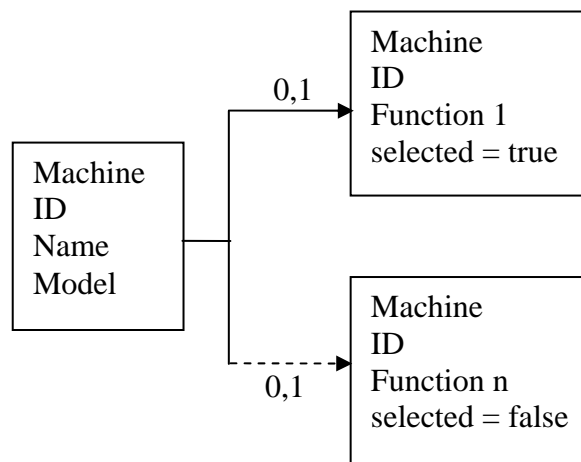 Machine
ID
Name
Model
0,1
Machine
ID
Function 1
selected = true
0,1
Machine
ID
Function n
selected = false